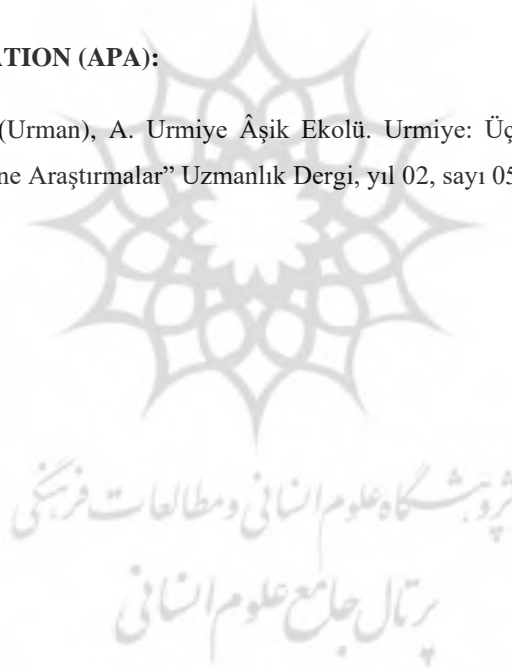 ATION (APA):
(Urman), A. Urmiye Âşik Ekolü. Urmiye: Üç
ne Araştırmalar” Uzmanlık Dergi, yıl 02, sayı 05
پژوهشگاه علوم انسانی و مطالعات فرهنگی
پرتال جامع علوم انسانی